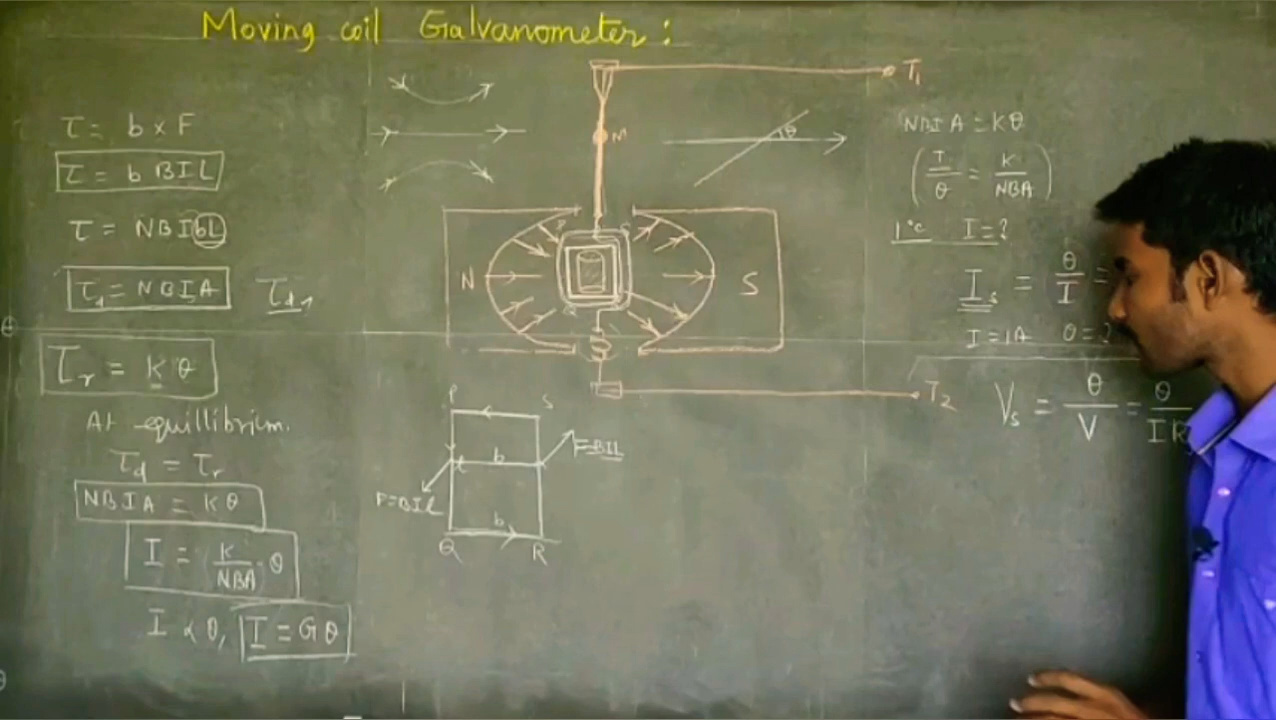 Moving coil Galvanometer:
τ = b x F
τ = b BIL
τ = NBIbL
τd = NBIA τd,
τr = Kθ
At equillibrium.
τd = τr
NBIA = Kθ
I = K/NBA · θ
I ∝ θ, I = Gθ
T1
M
θ
N
S
T2
P
S
b
F=BIL
F=BIL
b
Q
R
NBIA = Kθ
(I/θ = K/NBA)
I=?
Is = θ/I =
I=1A θ=?
Vs = θ/V = θ/IR